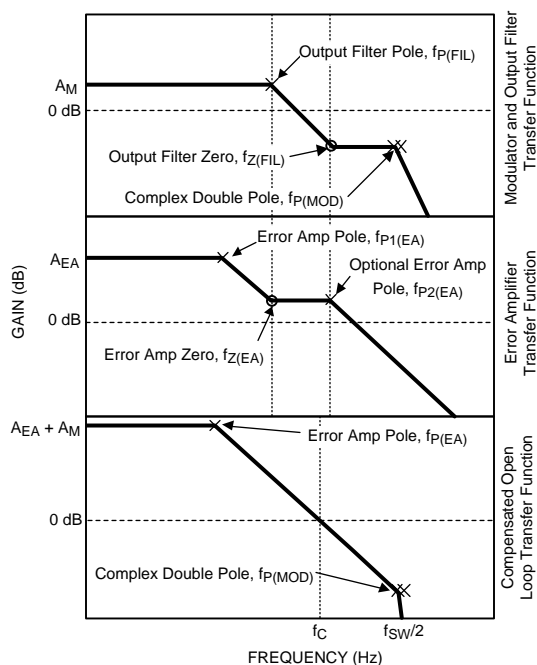 Output Filter Pole, fP(FIL)
AM
0 dB
Output Filter Zero, fZ(FIL)
Complex Double Pole, fP(MOD)
Modulator and Output Filter
Transfer Function
Error Amp Pole, fP1(EA)
AEA
Optional Error Amp
Pole, fP2(EA)
0 dB
Error Amp Zero, fZ(EA)
Error Amplifier
Transfer Function
GAIN (dB)
AEA + AM
Error Amp Pole, fP(EA)
0 dB
Complex Double Pole, fP(MOD)
Compensated Open
Loop Transfer Function
fC
fSW/2
FREQUENCY (Hz)